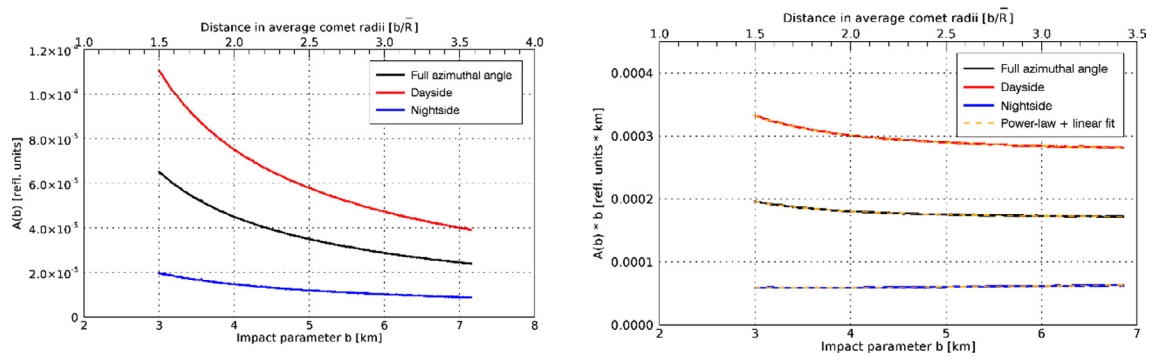 Distance in average comet radii [b/R̅]
1.0 1.5 2.0 2.5 3.0 3.5 4.0
1.2×10⁻⁴
1.0×10⁻⁴
8.0×10⁻⁵
6.0×10⁻⁵
4.0×10⁻⁵
2.0×10⁻⁵
0
A(b) [refl. units]
Full azimuthal angle
Dayside
Nightside
2 3 4 5 6 7 8
Impact parameter b [km]
Distance in average comet radii [b/R̅]
1.0 1.5 2.0 2.5 3.0 3.5
0.0004
0.0003
0.0002
0.0001
0.0000
A(b) * b [refl. units * km]
Full azimuthal angle
Dayside
Nightside
Power-law + linear fit
2 3 4 5 6 7
Impact parameter b [km]